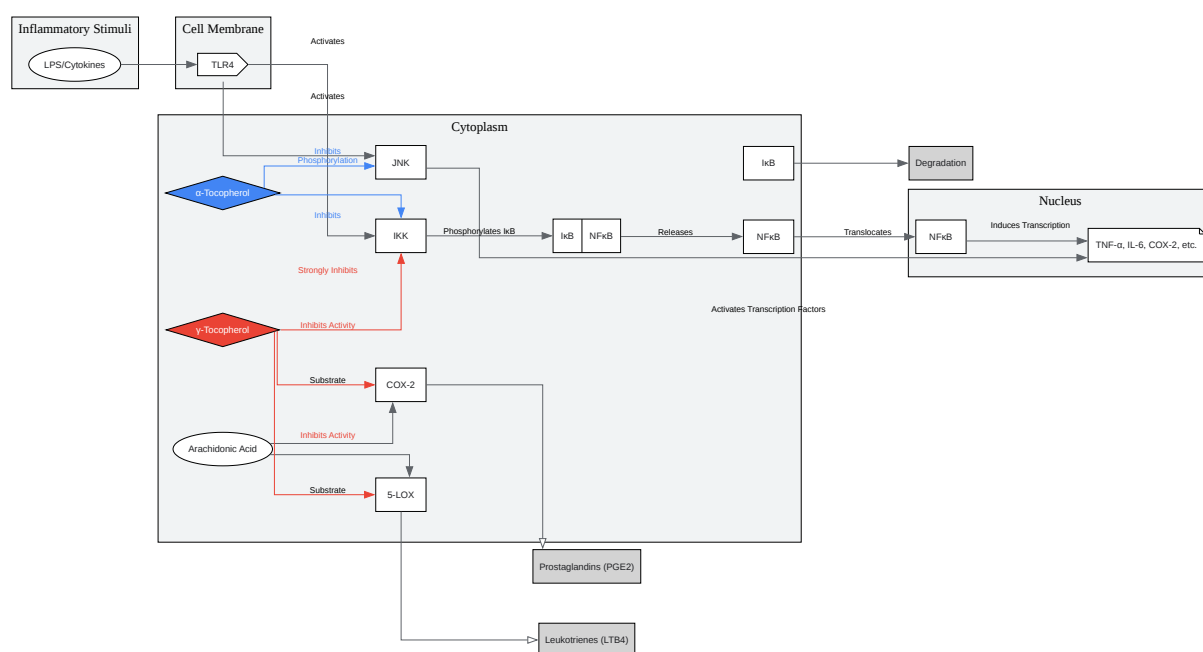 Inflammatory Stimuli
Cell Membrane
LPS/Cytokines
TLR4
Activates
Activates
Cytoplasm
Inhibits
Phosphorylation
JNK
IκB
Degradation
α-Tocopherol
Inhibits
IKK
Phosphorylates IκB
IκB
NFκB
Releases
NFκB
Translocates
Nucleus
NFκB
Induces Transcription
TNF-α, IL-6, COX-2, etc.
Strongly Inhibits
Activates Transcription Factors
γ-Tocopherol
Inhibits Activity
Substrate
COX-2
Inhibits Activity
Arachidonic Acid
Substrate
5-LOX
Prostaglandins (PGE2)
Leukotrienes (LTB4)